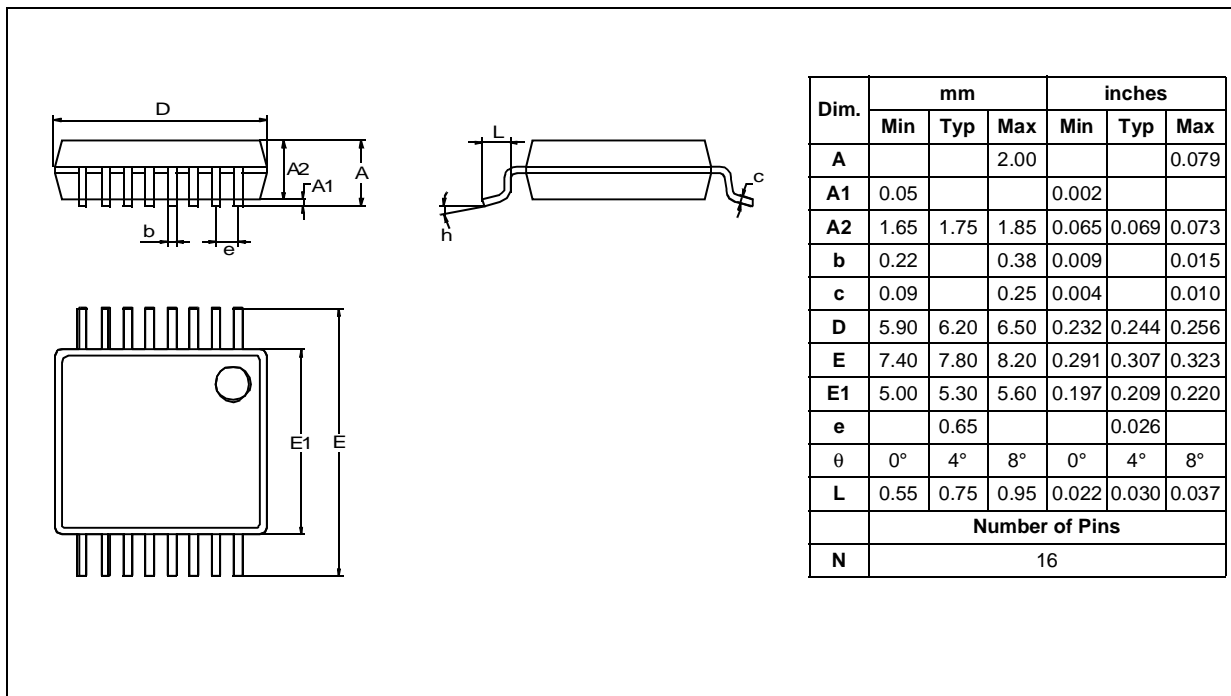 D
A2
A1
A
b
e
L
c
h
E1
E
Dim. mm inches
Min Typ Max Min Typ Max
A 2.00 0.079
A1 0.05 0.002
A2 1.65 1.75 1.85 0.065 0.069 0.073
b 0.22 0.38 0.009 0.015
c 0.09 0.25 0.004 0.010
D 5.90 6.20 6.50 0.232 0.244 0.256
E 7.40 7.80 8.20 0.291 0.307 0.323
E1 5.00 5.30 5.60 0.197 0.209 0.220
e 0.65 0.026
θ 0° 4° 8° 0° 4° 8°
L 0.55 0.75 0.95 0.022 0.030 0.037
Number of Pins
N 16